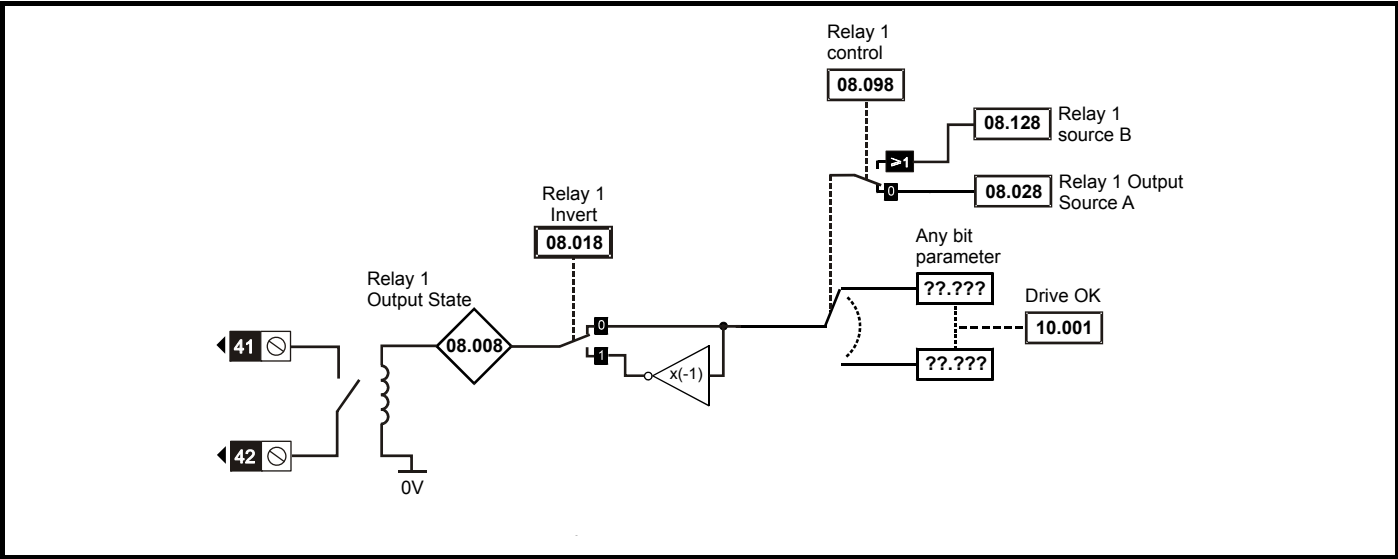 Relay 1
control
08.098
08.128
Relay 1
source B
>1
0
08.028
Relay 1 Output
Source A
Relay 1
Invert
08.018
Any bit
parameter
??.???
Drive OK
10.001
??.???
Relay 1
Output State
08.008
0
1
x(-1)
41
42
0V